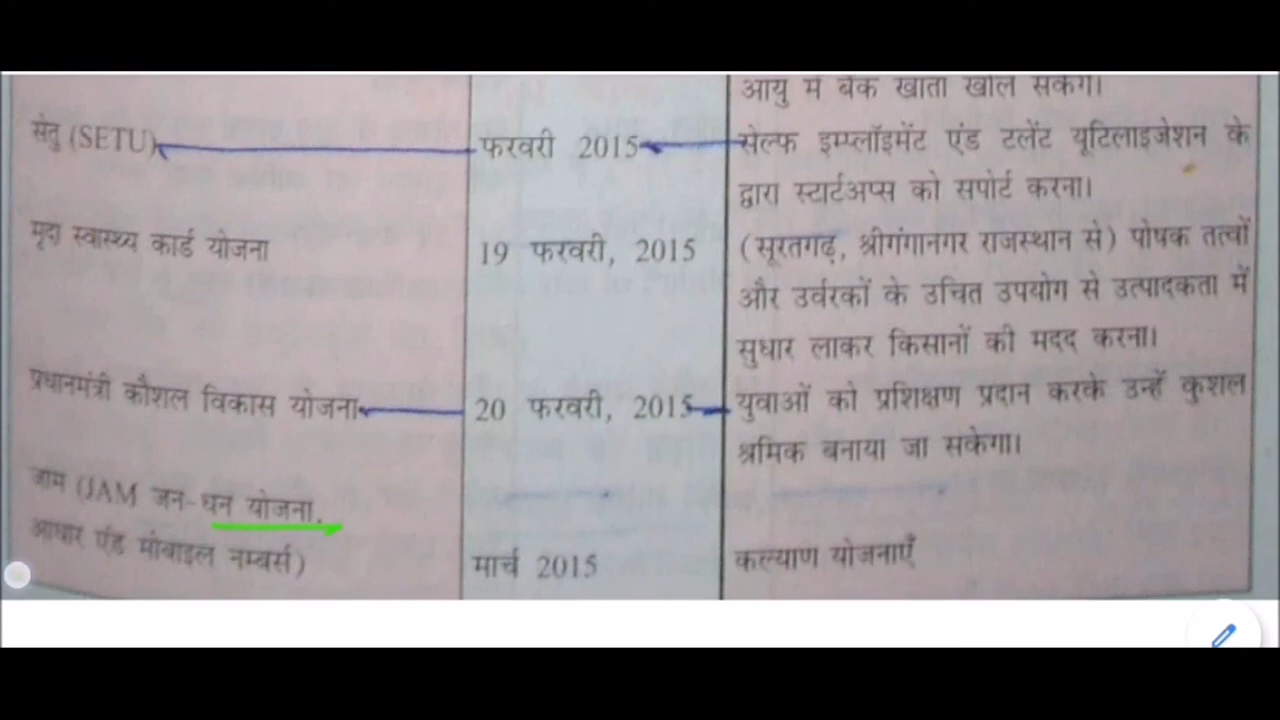 आयु में बैंक खाता खोल सकेंगे।
सेतु (SETU) फरवरी 2015 सेल्फ इम्प्लॉइमेंट एंड टलेंट यूटिलाइजेशन के
द्वारा स्टार्टअप्स को सपोर्ट करना।
मृदा स्वास्थ्य कार्ड योजना 19 फरवरी, 2015 (सूरतगढ़, श्रीगंगानगर राजस्थान से) पोषक तत्वों
और उर्वरकों के उचित उपयोग से उत्पादकता में
सुधार लाकर किसानों की मदद करना।
प्रधानमंत्री कौशल विकास योजना 20 फरवरी, 2015 युवाओं को प्रशिक्षण प्रदान करके उन्हें कुशल
श्रमिक बनाया जा सकेगा।
जाम (JAM जन-धन योजना,
आधार एंड मोबाइल नम्बर्स) मार्च 2015 कल्याण योजनाएँ